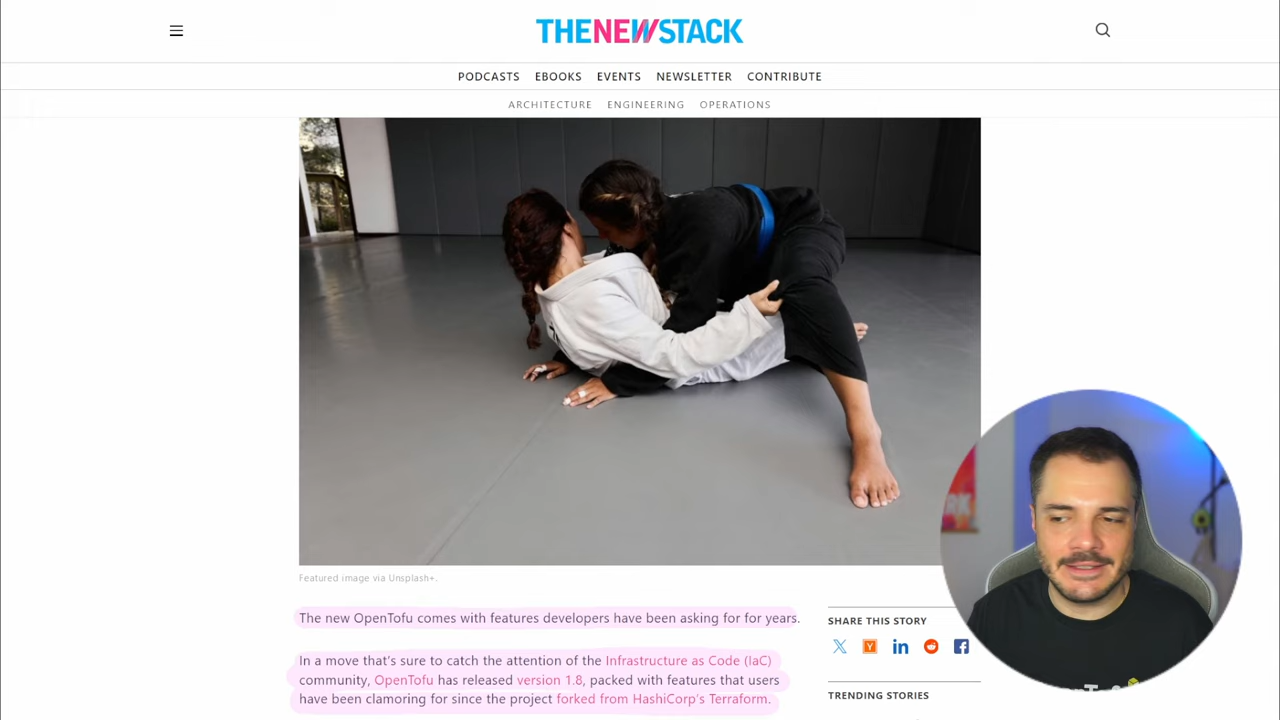 THENEWSTACK
PODCASTS EBOOKS EVENTS NEWSLETTER CONTRIBUTE
ARCHITECTURE ENGINEERING OPERATIONS
Featured image via Unsplash+.
The new OpenTofu comes with features developers have been asking for for years.
In a move that's sure to catch the attention of the Infrastructure as Code (IaC)
community, OpenTofu has released version 1.8, packed with features that users
have been clamoring for since the project forked from HashiCorp's Terraform.
SHARE THIS STORY
TRENDING STORIES